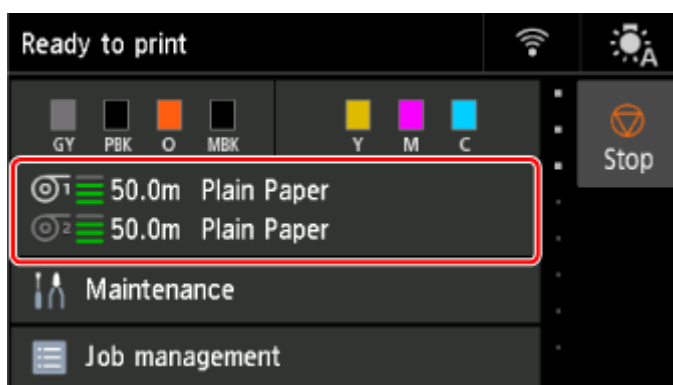 Ready to print
A
GY PBK O MBK Y M C
Stop
1 50.0m Plain Paper
2 50.0m Plain Paper
Maintenance
Job management